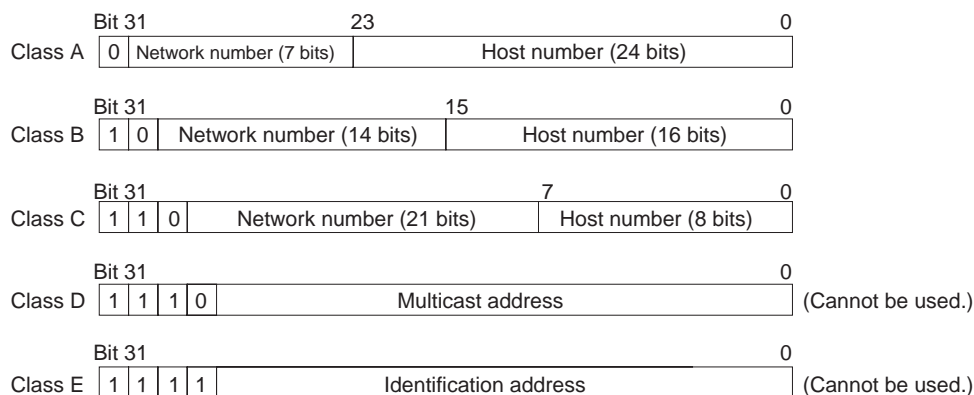 Bit 31 23 0
Class A 0 Network number (7 bits) Host number (24 bits)
Bit 31 15 0
Class B 1 0 Network number (14 bits) Host number (16 bits)
Bit 31 7 0
Class C 1 1 0 Network number (21 bits) Host number (8 bits)
Bit 31 0
Class D 1 1 1 0 Multicast address (Cannot be used.)
Bit 31 0
Class E 1 1 1 1 Identification address (Cannot be used.)